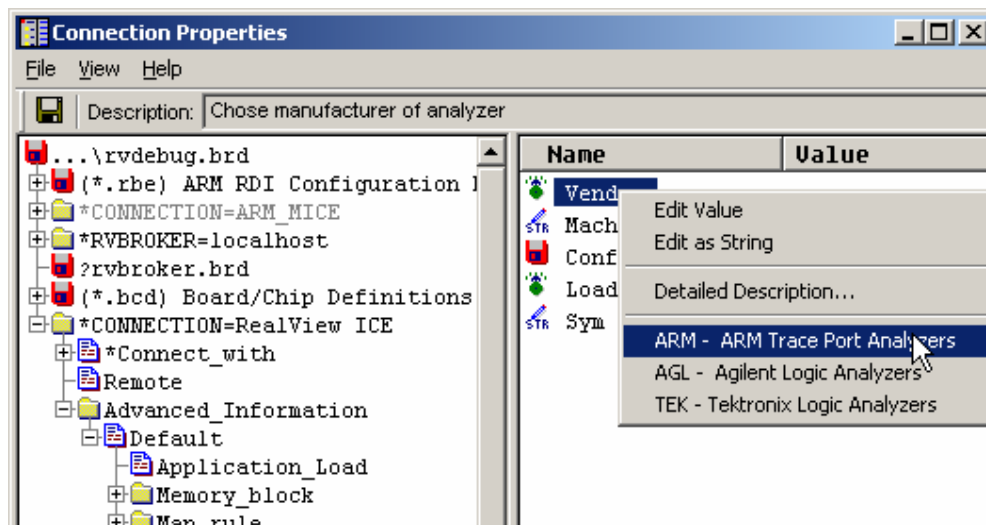 Connection Properties
File View Help
Description: Chose manufacturer of analyzer
...\rvdebug.brd
(*.rbe) ARM RDI Configuration
*CONNECTION=ARM_MICE
*RVBROKER=localhost
?rvbroker.brd
(*.bcd) Board/Chip Definitions
*CONNECTION=RealView ICE
*Connect_with
Remote
Advanced_Information
Default
Application_Load
Memory_block
Map_rule
Name Value
Vend
STR Mach
Conf
Load
STR Sym
Edit Value
Edit as String
Detailed Description...
ARM - ARM Trace Port Analyzers
AGL - Agilent Logic Analyzers
TEK - Tektronix Logic Analyzers